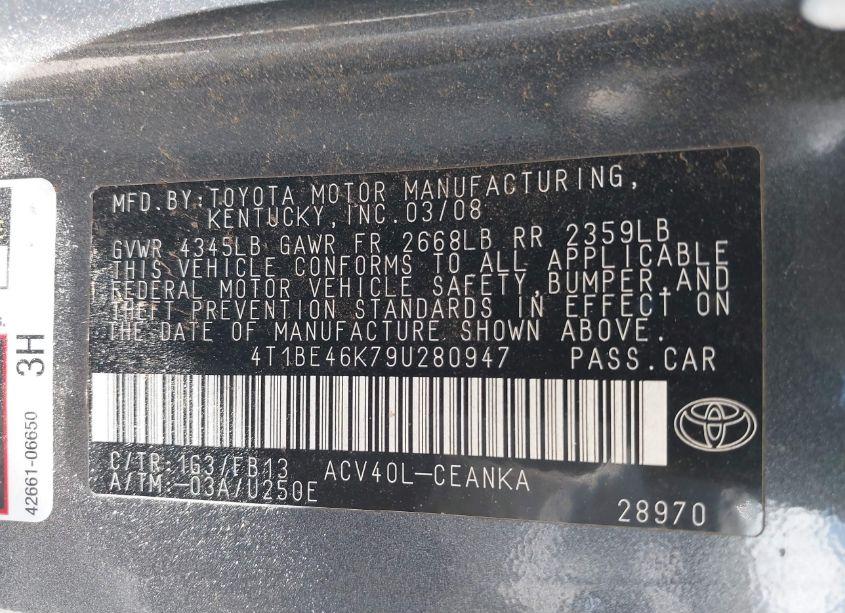 MFD.BY:TOYOTA MOTOR MANUFACTURING,
KENTUCKY,INC.03/08
GVWR 4345LB GAWR FR 2668LB RR 2359LB
THIS VEHICLE CONFORMS TO ALL APPLICABLE
FEDERAL MOTOR VEHICLE SAFETY,BUMPER,AND
THEFT PREVENTION STANDARDS IN EFFECT ON
THE DATE OF MANUFACTURE SHOWN ABOVE.
4T1BE46K79U280947 PASS.CAR
C/TR:1G3/FB13 ACV40L-CEANKA
A/TM:-03A/U250E
28970
3H
42661-06650